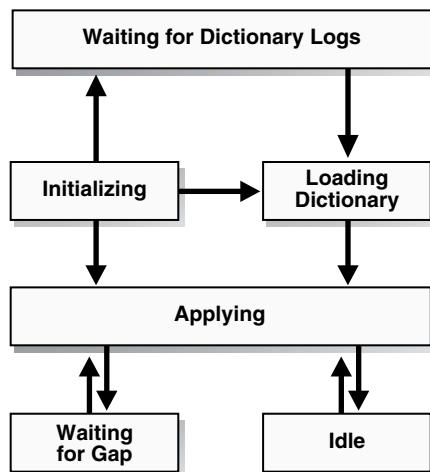 Waiting for Dictionary Logs
Initializing
Loading
Dictionary
Applying
Waiting
for Gap
Idle